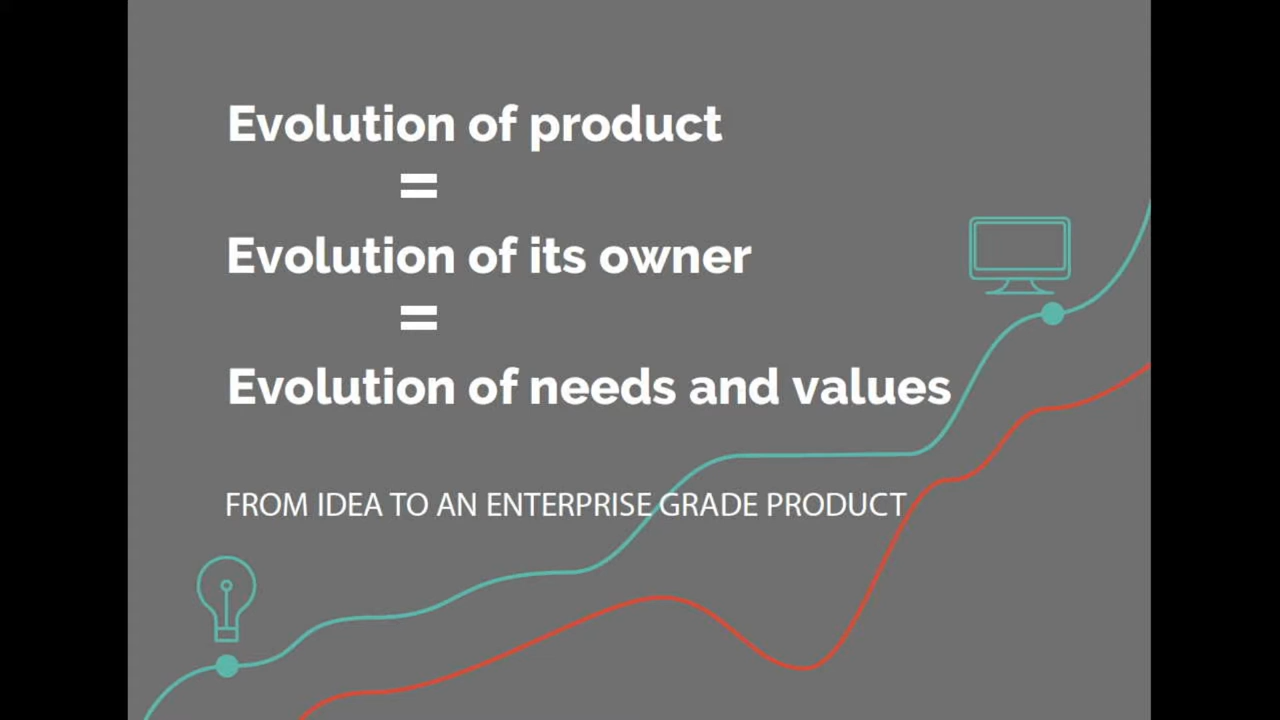 Evolution of product
=
Evolution of its owner
=
Evolution of needs and values
FROM IDEA TO AN ENTERPRISE GRADE PRODUCT